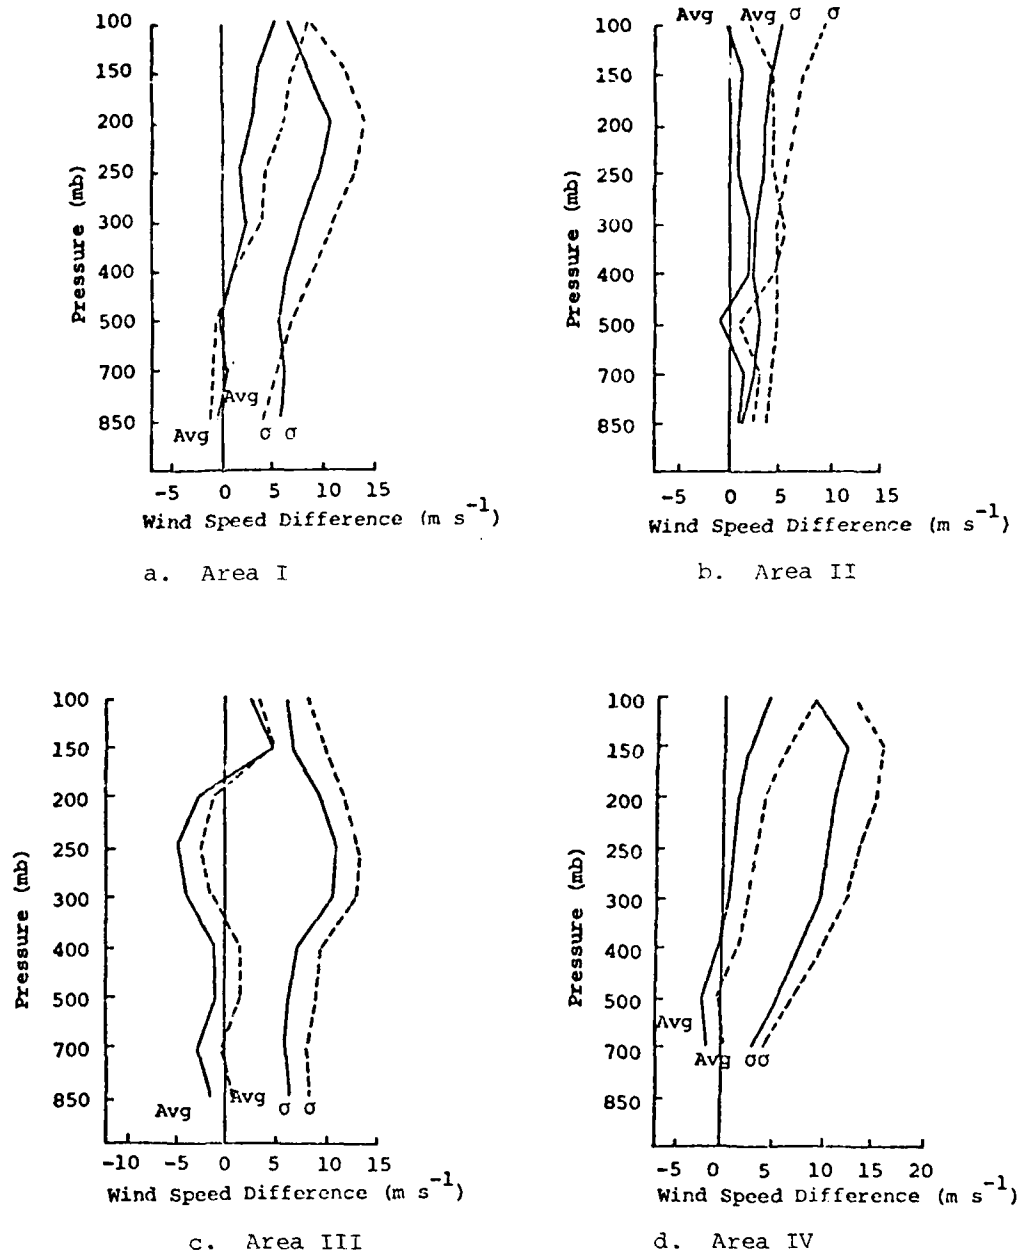 100
150
200
250
300
400
500
700
850
Pressure (mb)
Avg
Avg
σ σ
-5 0 5 10 15
Wind Speed Difference (m s-1)
a. Area I
Avg Avg σ σ
100
150
200
250
300
400
500
700
850
Pressure (mb)
-5 0 5 10 15
Wind Speed Difference (m s-1)
b. Area II
100
150
200
250
300
400
500
700
850
Pressure (mb)
Avg
Avg
σ σ
-10 -5 0 5 10 15
Wind Speed Difference (m s-1)
c. Area III
100
150
200
250
300
400
500
700
850
Pressure (mb)
Avg
Avg σσ
-5 0 5 10 15 20
Wind Speed Difference (m s-1)
d. Area IV